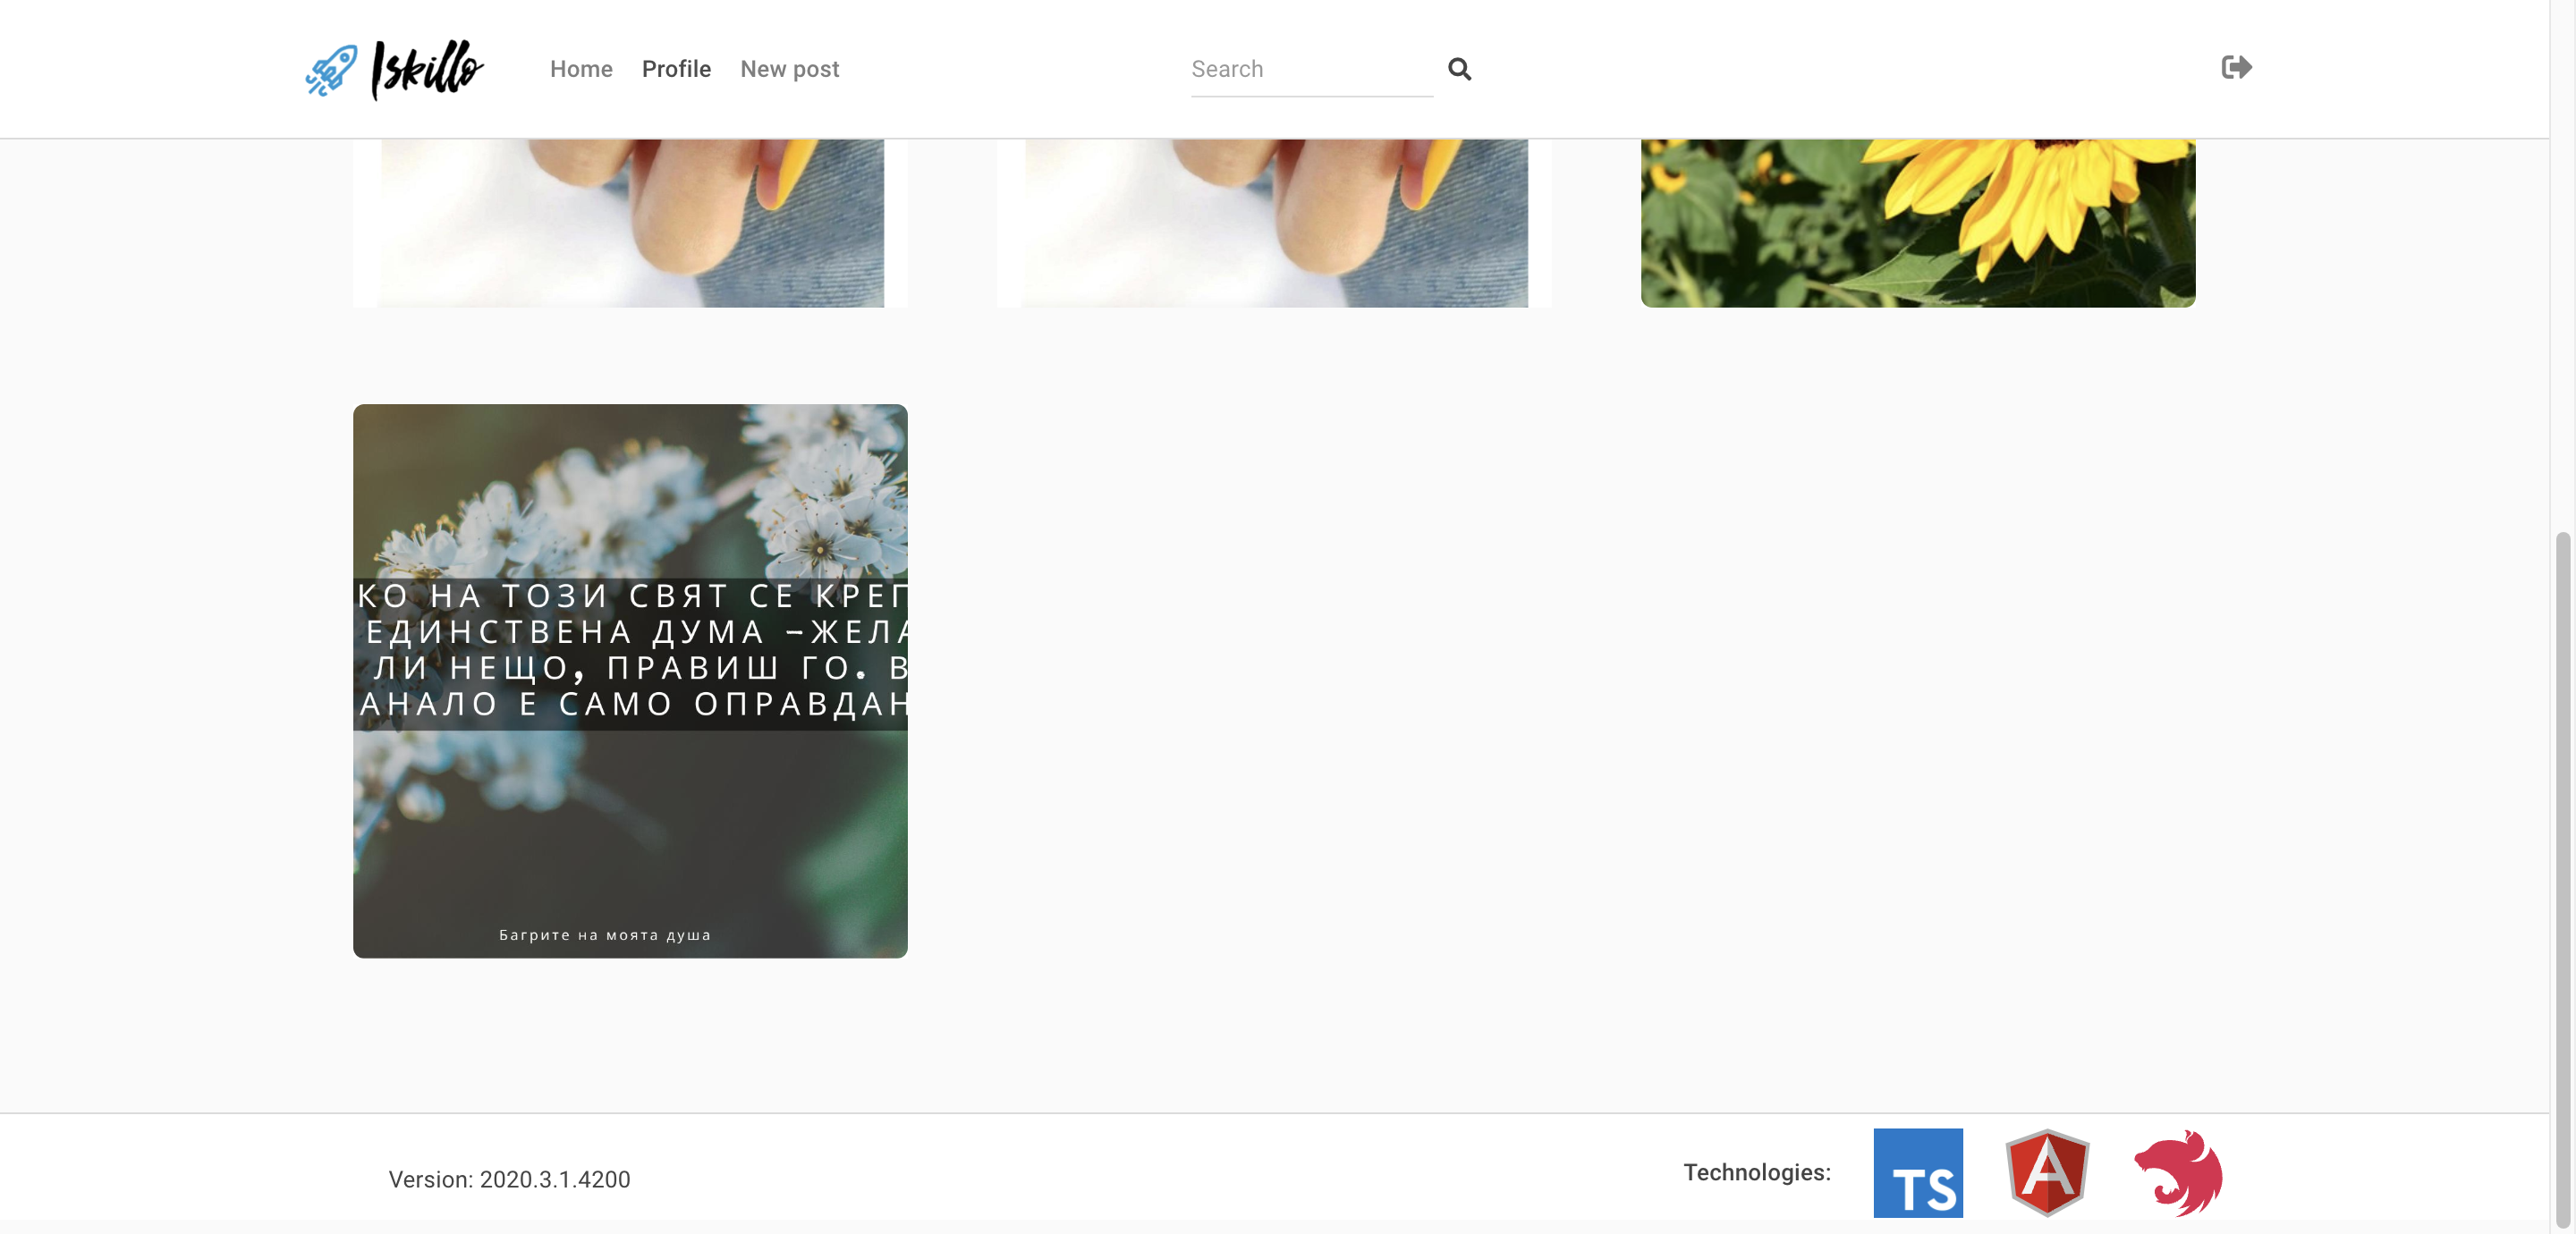 Iskillo
Home Profile New post
Search
КО НА ТОЗИ СВЯТ СЕ КРЕП
ЕДИНСТВЕНА ДУМА –ЖЕЛА
ЛИ НЕЩО, ПРАВИШ ГО. В
АНАЛО Е САМО ОПРАВДАН
Багрите на моята душа
Version: 2020.3.1.4200
Technologies:
TS
A